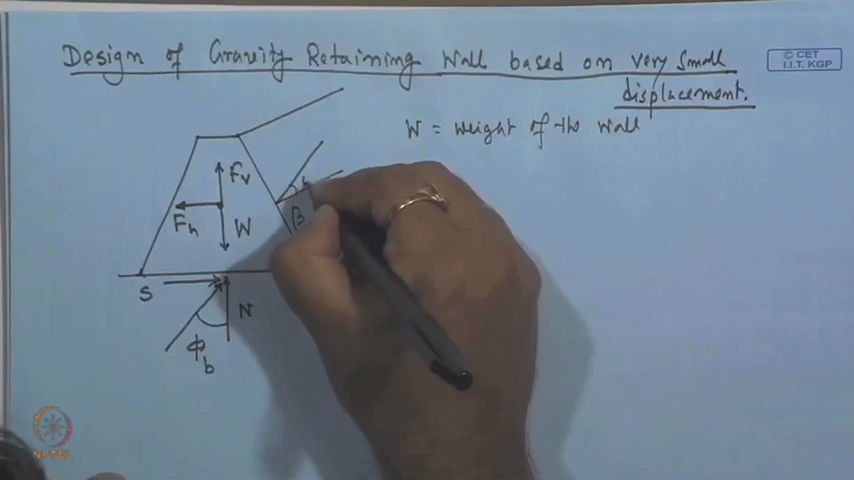 Design of Gravity Retaining Wall based on very small
displacement.
© CET
I.I.T. KGP
W = weight of the wall
Fv
Fh
W
β
S
N
ϕb
NPTEL